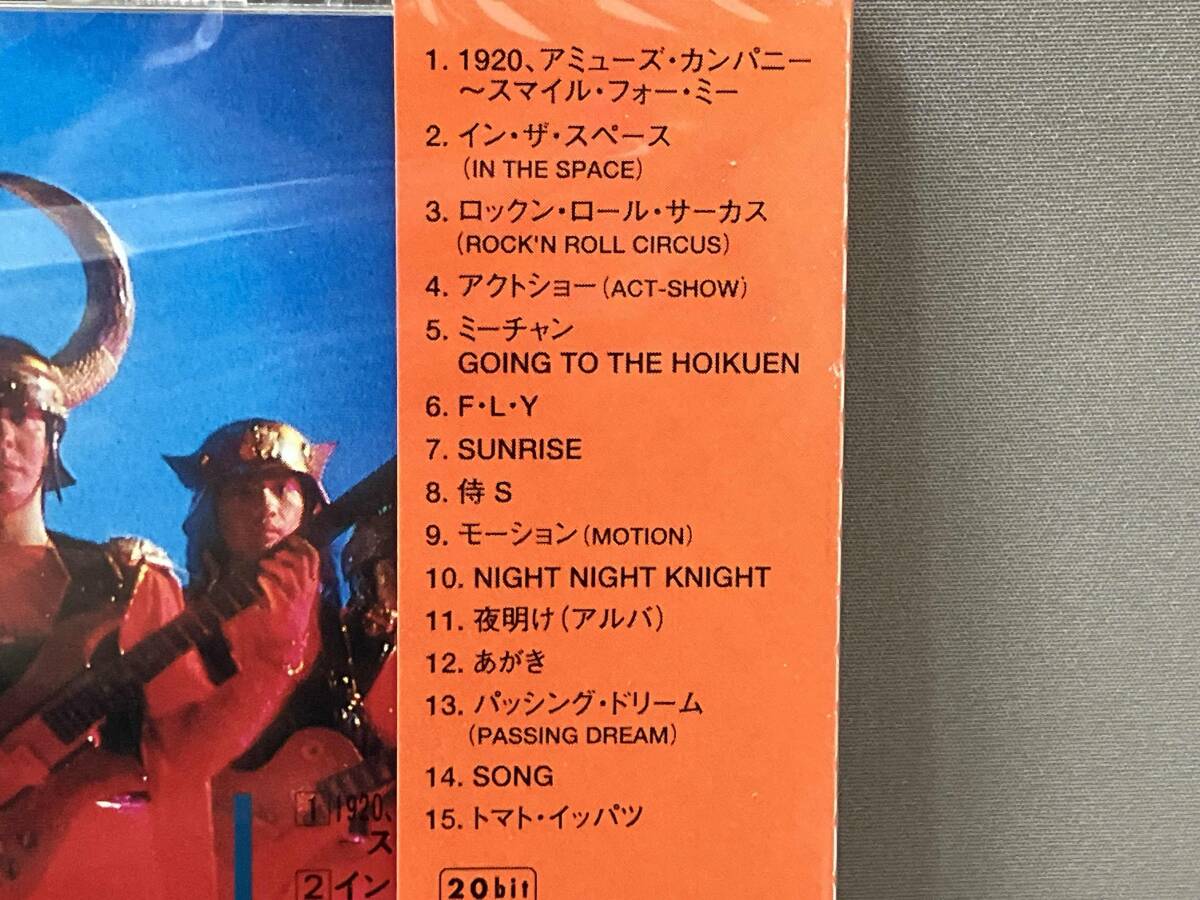 1. 1920、アミューズ・カンパニー
〜スマイル・フォー・ミー
2. イン・ザ・スペース
(IN THE SPACE)
3. ロックン・ロール・サーカス
(ROCK'N ROLL CIRCUS)
4. アクトショー(ACT-SHOW)
5. ミーチャン
GOING TO THE HOIKUEN
6. F・L・Y
7. SUNRISE
8. 侍 S
9. モーション(MOTION)
10. NIGHT NIGHT KNIGHT
11. 夜明け(アルバ)
12. あがき
13. パッシング・ドリーム
(PASSING DREAM)
14. SONG
15. トマト・イッパツ
20bit
1 1920、
ス
2 イン